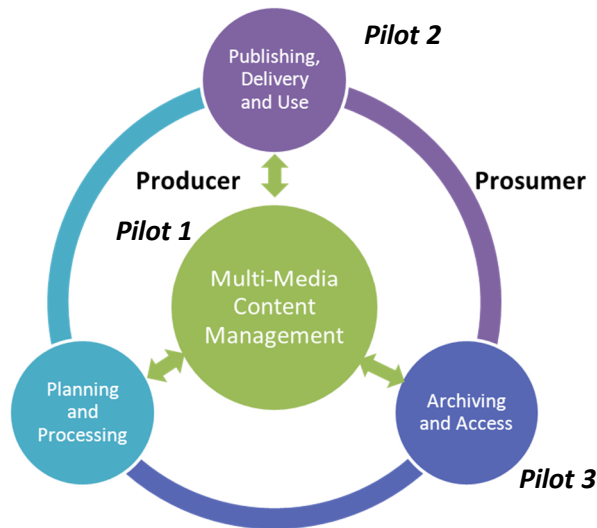 Pilot 2
Publishing,
Delivery
and Use
Producer
Prosumer
Pilot 1
Multi-Media
Content
Management
Planning
and
Processing
Archiving
and Access
Pilot 3